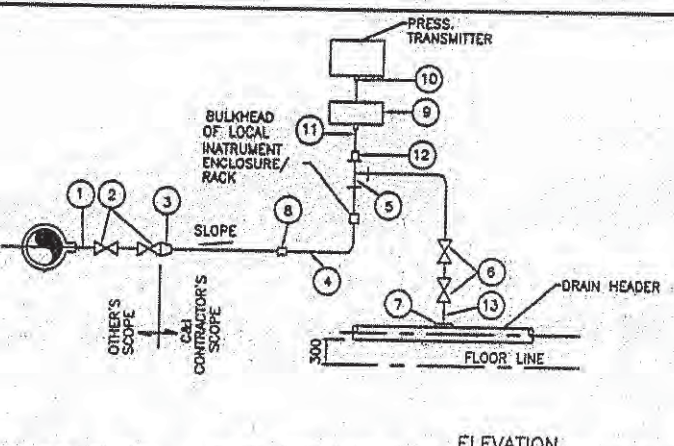 PRESS.
TRANSMITTER
10
9
BULKHEAD
OF LOCAL
INATRUMENT
ENCLOSURE/
RACK
11
12
1
2
3
SLOPE
8
5
4
6
7
13
DRAIN HEADER
OTHER'S
SCOPE
C&I
CONTRACTOR'S
SCOPE
300
FLOOR LINE
ELEVATION